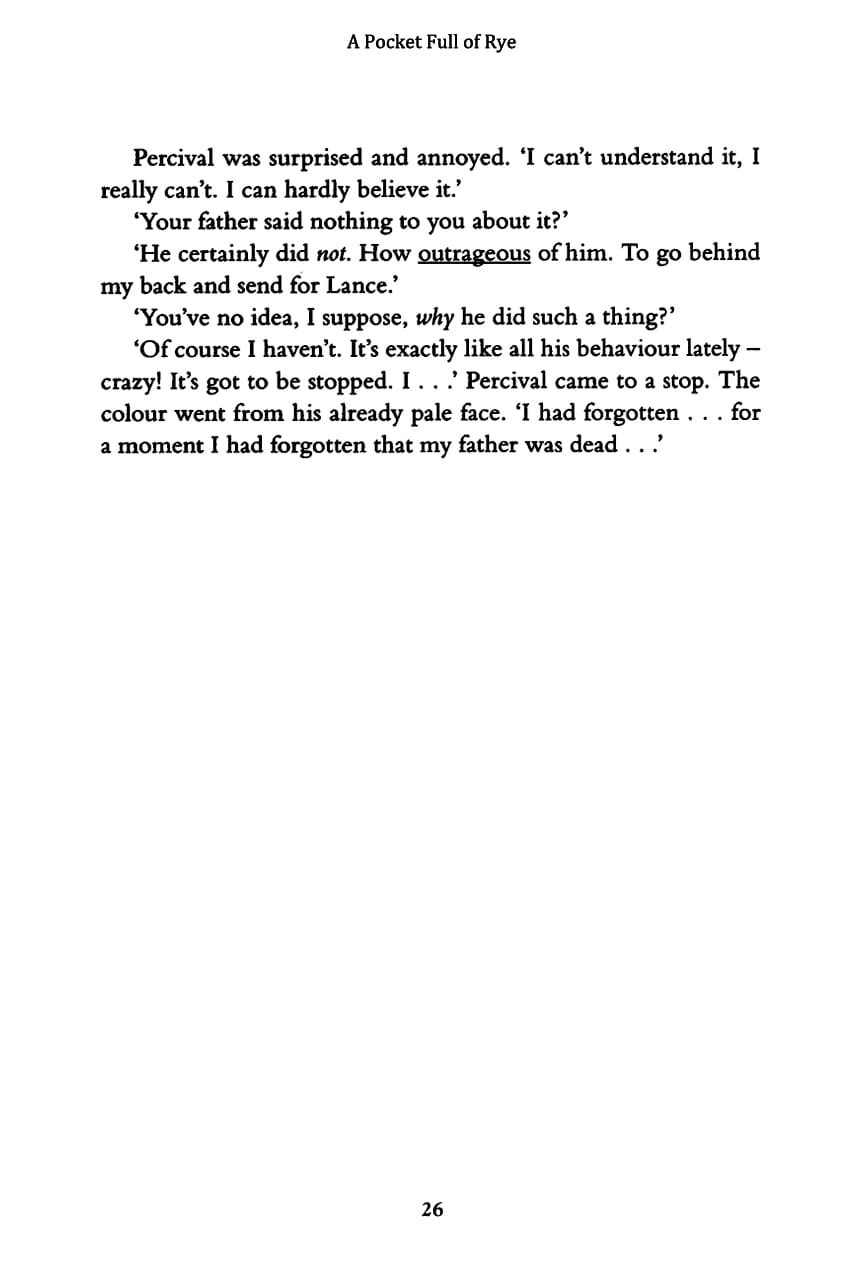 A Pocket Full of Rye
Percival was surprised and annoyed. ‘I can’t understand it, I
really can’t. I can hardly believe it.’
‘Your father said nothing to you about it?’
‘He certainly did not. How outrageous of him. To go behind
my back and send for Lance.’
‘You’ve no idea, I suppose, why he did such a thing?’
‘Of course I haven’t. It’s exactly like all his behaviour lately –
crazy! It’s got to be stopped. I . . .’ Percival came to a stop. The
colour went from his already pale face. ‘I had forgotten . . . for
a moment I had forgotten that my father was dead . . .’
26